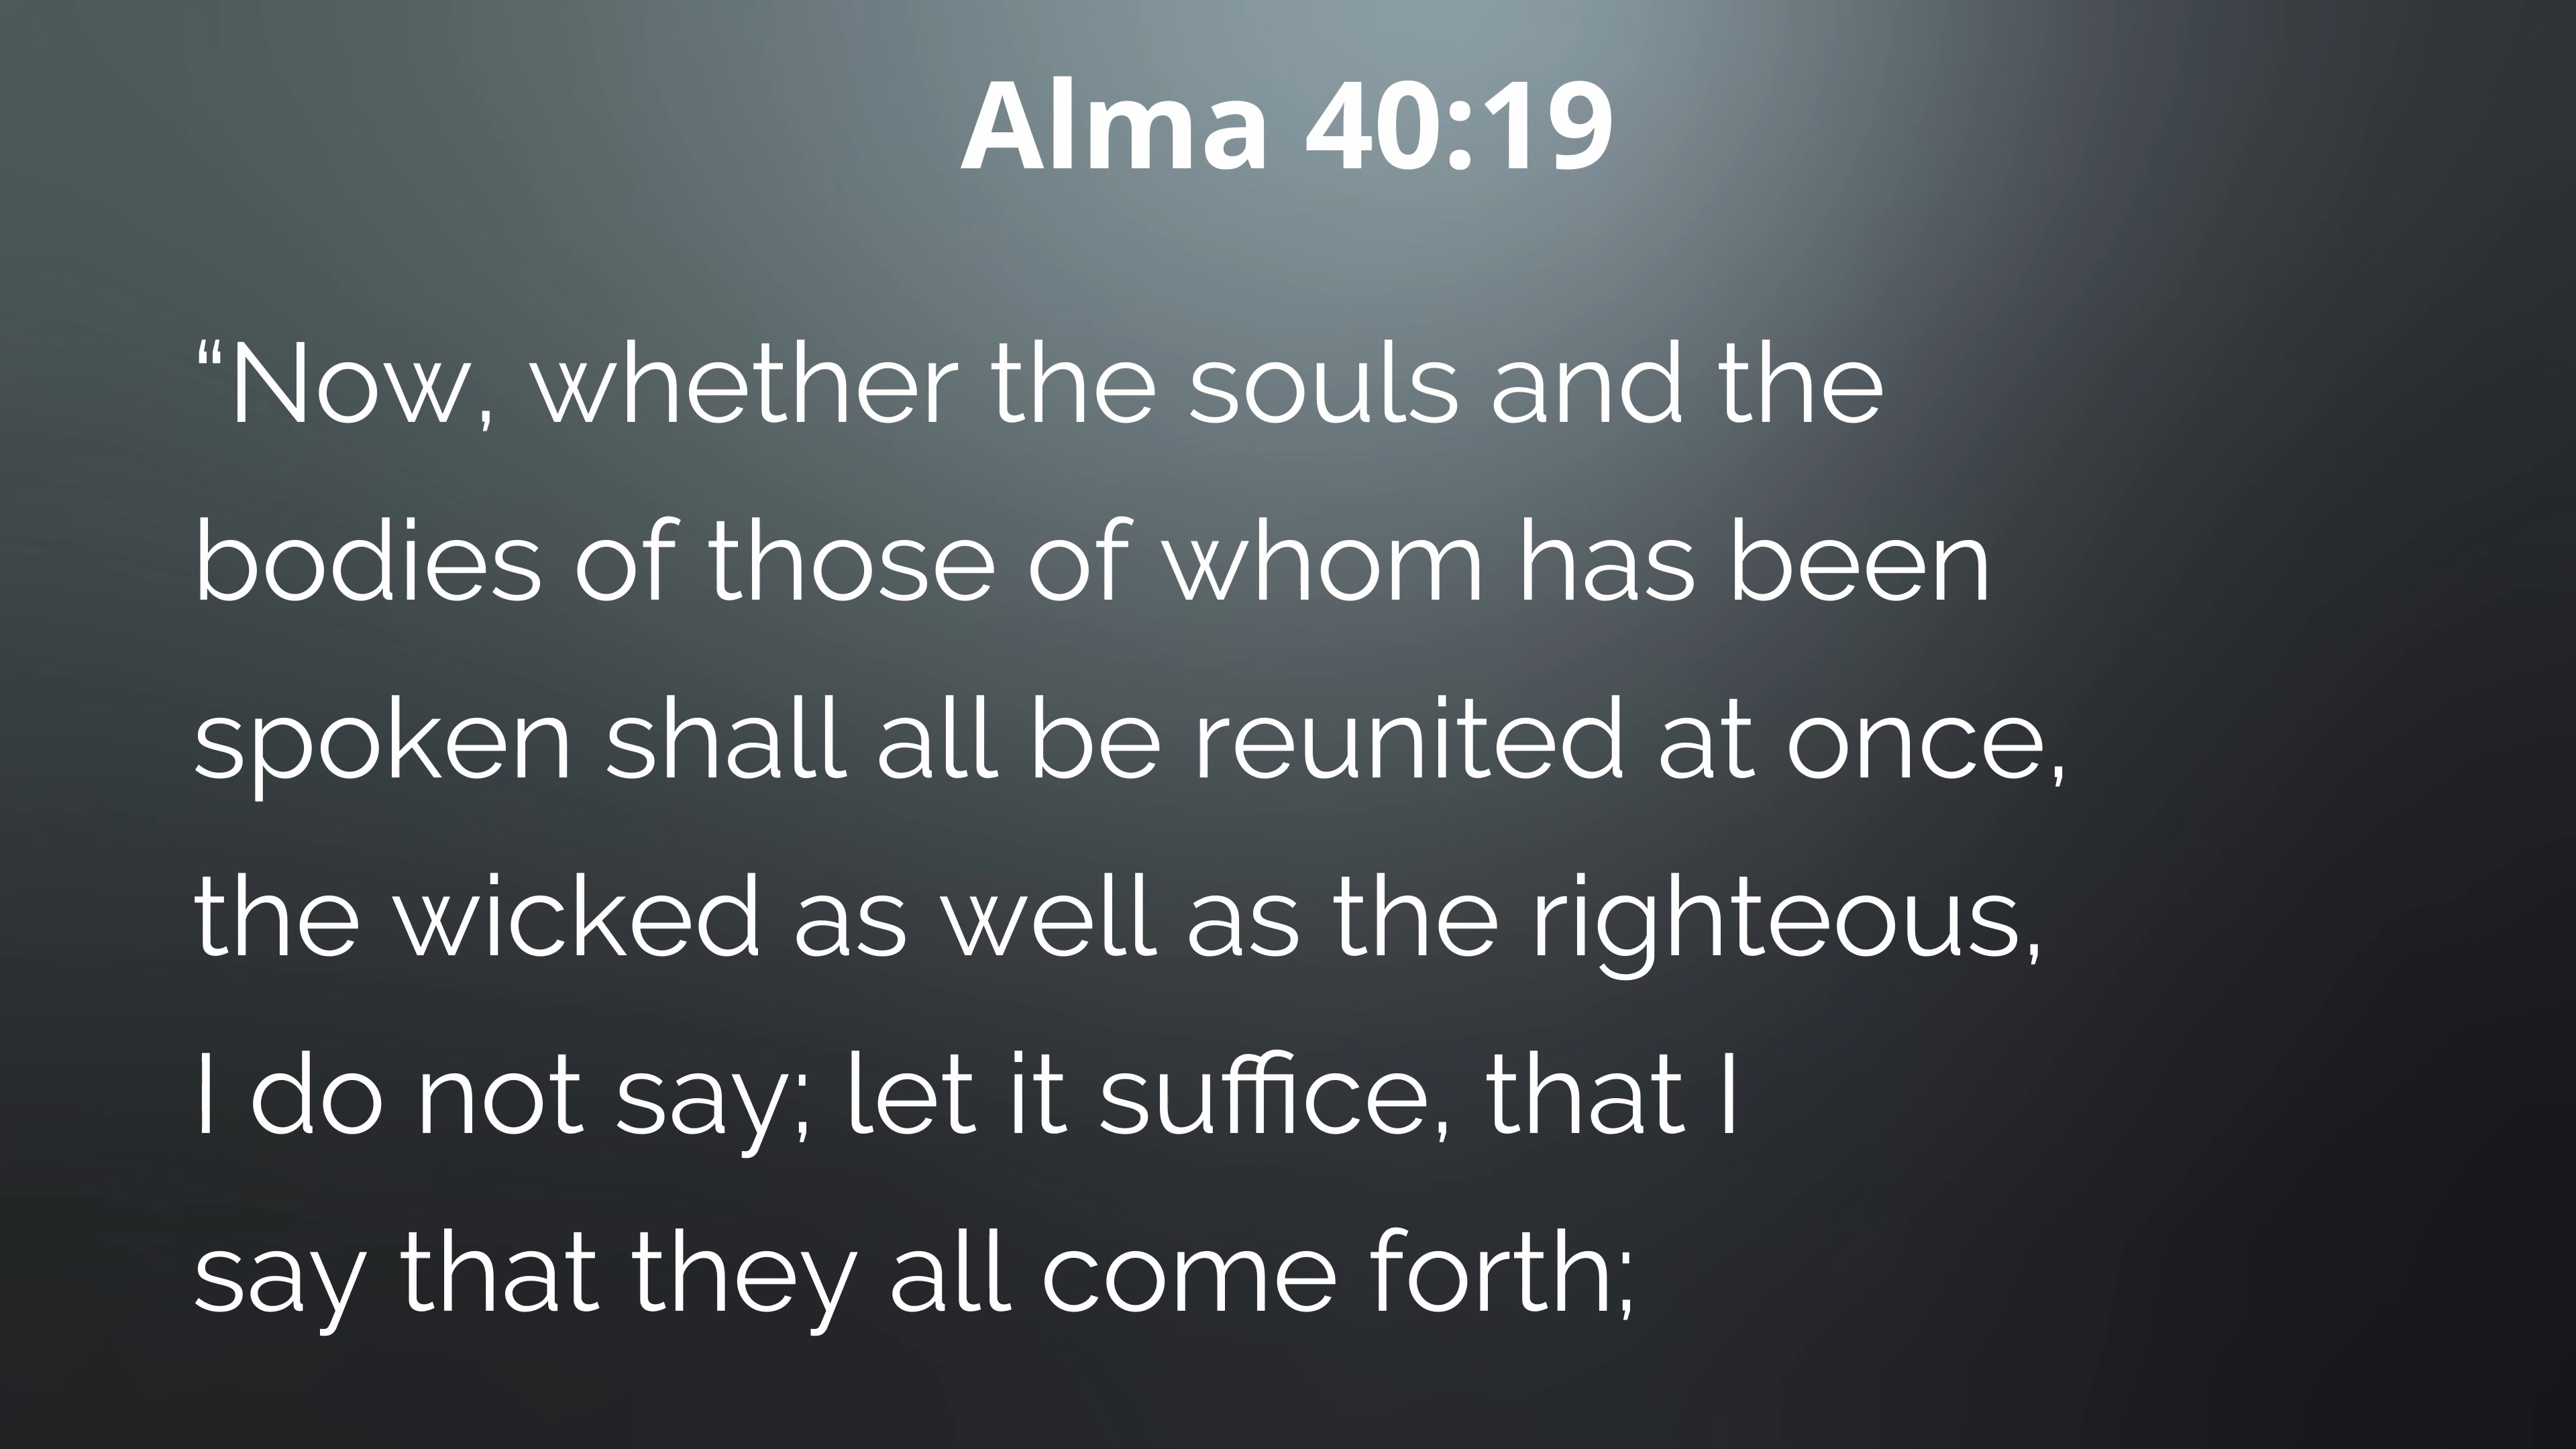 Alma 40:19
“Now, whether the souls and the
bodies of those of whom has been
spoken shall all be reunited at once,
the wicked as well as the righteous,
I do not say; let it suffice, that I
say that they all come forth;